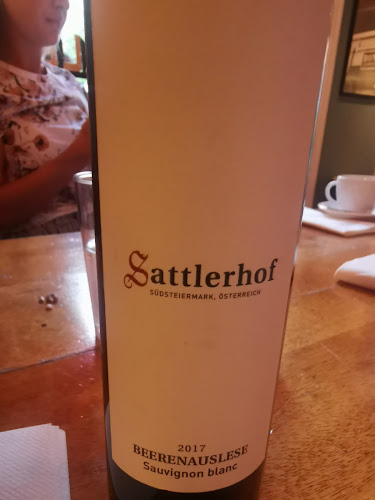 Sattlerhof
SÜDSTEIERMARK, ÖSTERREICH
2017
BEERENAUSLESE
Sauvignon blanc